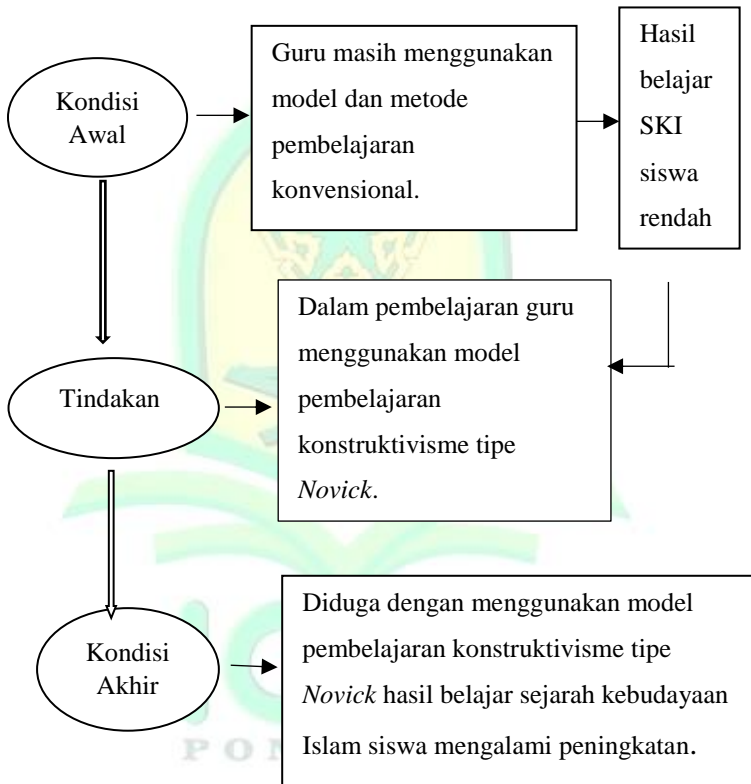 Kondisi
Awal
Guru masih menggunakan
model dan metode
pembelajaran
konvensional.
Hasil
belajar
SKI
siswa
rendah
Tindakan
Dalam pembelajaran guru
menggunakan model
pembelajaran
konstruktivisme tipe
Novick.
Kondisi
Akhir
Diduga dengan menggunakan model
pembelajaran konstruktivisme tipe
Novick hasil belajar sejarah kebudayaan
Islam siswa mengalami peningkatan.